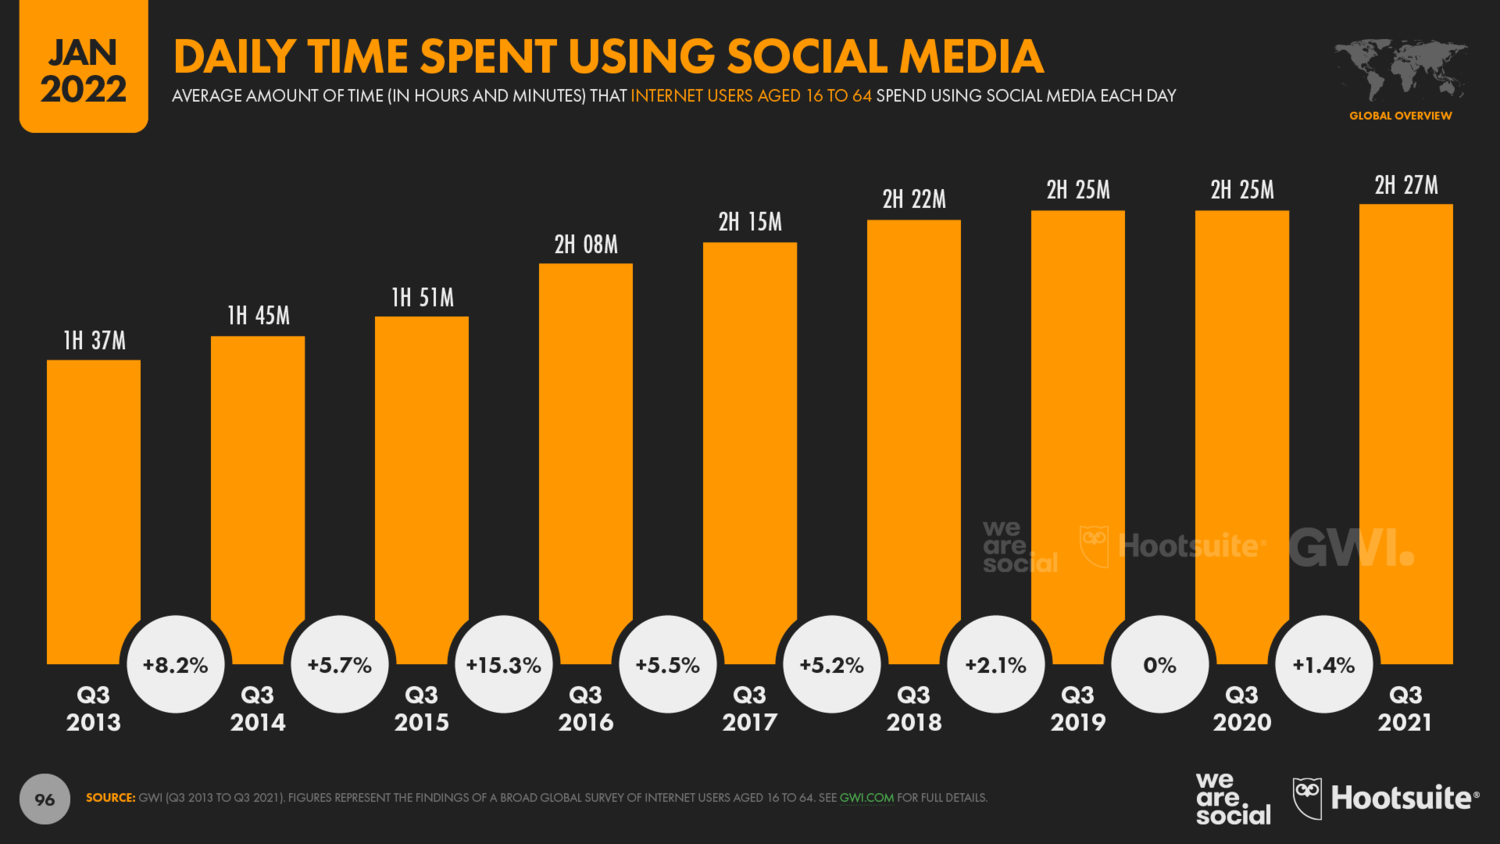 JAN
2022
DAILY TIME SPENT USING SOCIAL MEDIA
AVERAGE AMOUNT OF TIME (IN HOURS AND MINUTES) THAT INTERNET USERS AGED 16 TO 64 SPEND USING SOCIAL MEDIA EACH DAY
GLOBAL OVERVIEW
1H 37M
1H 45M
1H 51M
2H 08M
2H 15M
2H 22M
2H 25M
2H 25M
2H 27M
we
are
social
Hootsuite®
GWI.
+8.2%
+5.7%
+15.3%
+5.5%
+5.2%
+2.1%
0%
+1.4%
Q3
2013
Q3
2014
Q3
2015
Q3
2016
Q3
2017
Q3
2018
Q3
2019
Q3
2020
Q3
2021
96
SOURCE: GWI (Q3 2013 TO Q3 2021). FIGURES REPRESENT THE FINDINGS OF A BROAD GLOBAL SURVEY OF INTERNET USERS AGED 16 TO 64. SEE GWI.COM FOR FULL DETAILS.
we
are
social
Hootsuite®